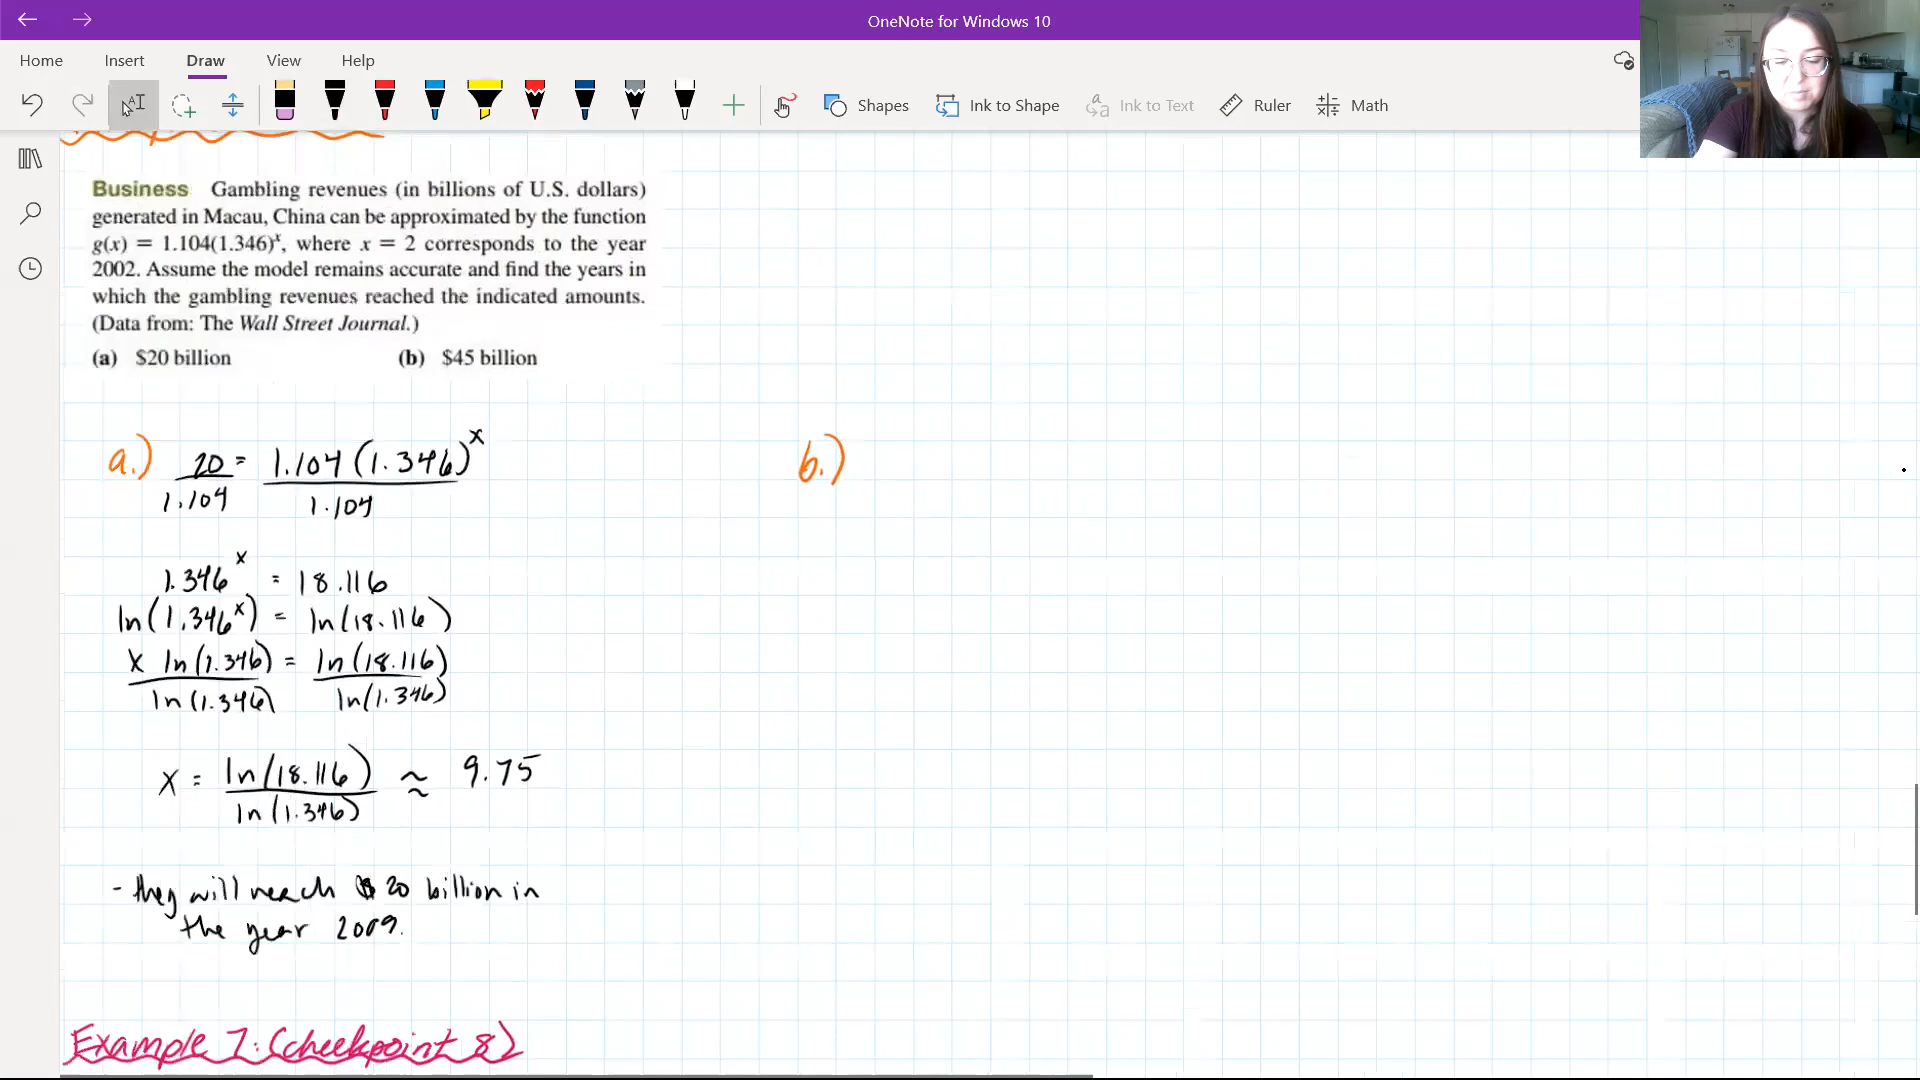 OneNote for Windows 10
Home Insert Draw View Help
Shapes Ink to Shape Ink to Text Ruler Math
Business Gambling revenues (in billions of U.S. dollars)
generated in Macau, China can be approximated by the function
g(x) = 1.104(1.346)^x, where x = 2 corresponds to the year
2002. Assume the model remains accurate and find the years in
which the gambling revenues reached the indicated amounts.
(Data from: The Wall Street Journal.)
(a) $20 billion (b) $45 billion
a.) 20/1.104 = 1.104(1.346)^x/1.104
b.)
1.346^x = 18.116
ln(1.346^x) = ln(18.116)
x ln(1.346)/ln(1.346) = ln(18.116)/ln(1.346)
x = ln(18.116)/ln(1.346) ≈ 9.75
- they will reach $20 billion in
the year 2009.
Example 7: (checkpoint 8)